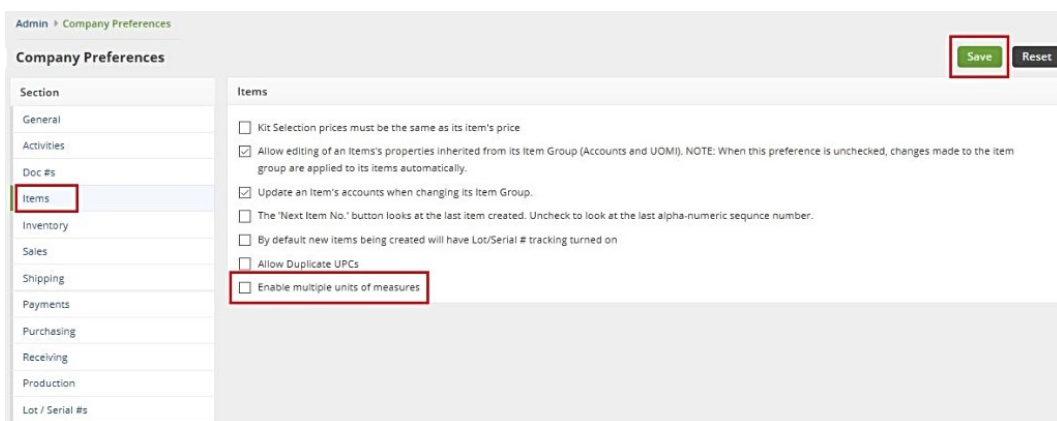 Admin › Company Preferences
Company Preferences
Save
Reset
Section
General
Activities
Doc #s
Items
Inventory
Sales
Shipping
Payments
Purchasing
Receiving
Production
Lot / Serial #s
Items
Kit Selection prices must be the same as its item's price
Allow editing of an Items's properties inherited from its Item Group (Accounts and UOMI). NOTE: When this preference is unchecked, changes made to the item
group are applied to its items automatically.
Update an Item's accounts when changing its Item Group.
The 'Next Item No.' button looks at the last item created. Uncheck to look at the last alpha-numeric sequnce number.
By default new items being created will have Lot/Serial # tracking turned on
Allow Duplicate UPCs
Enable multiple units of measures